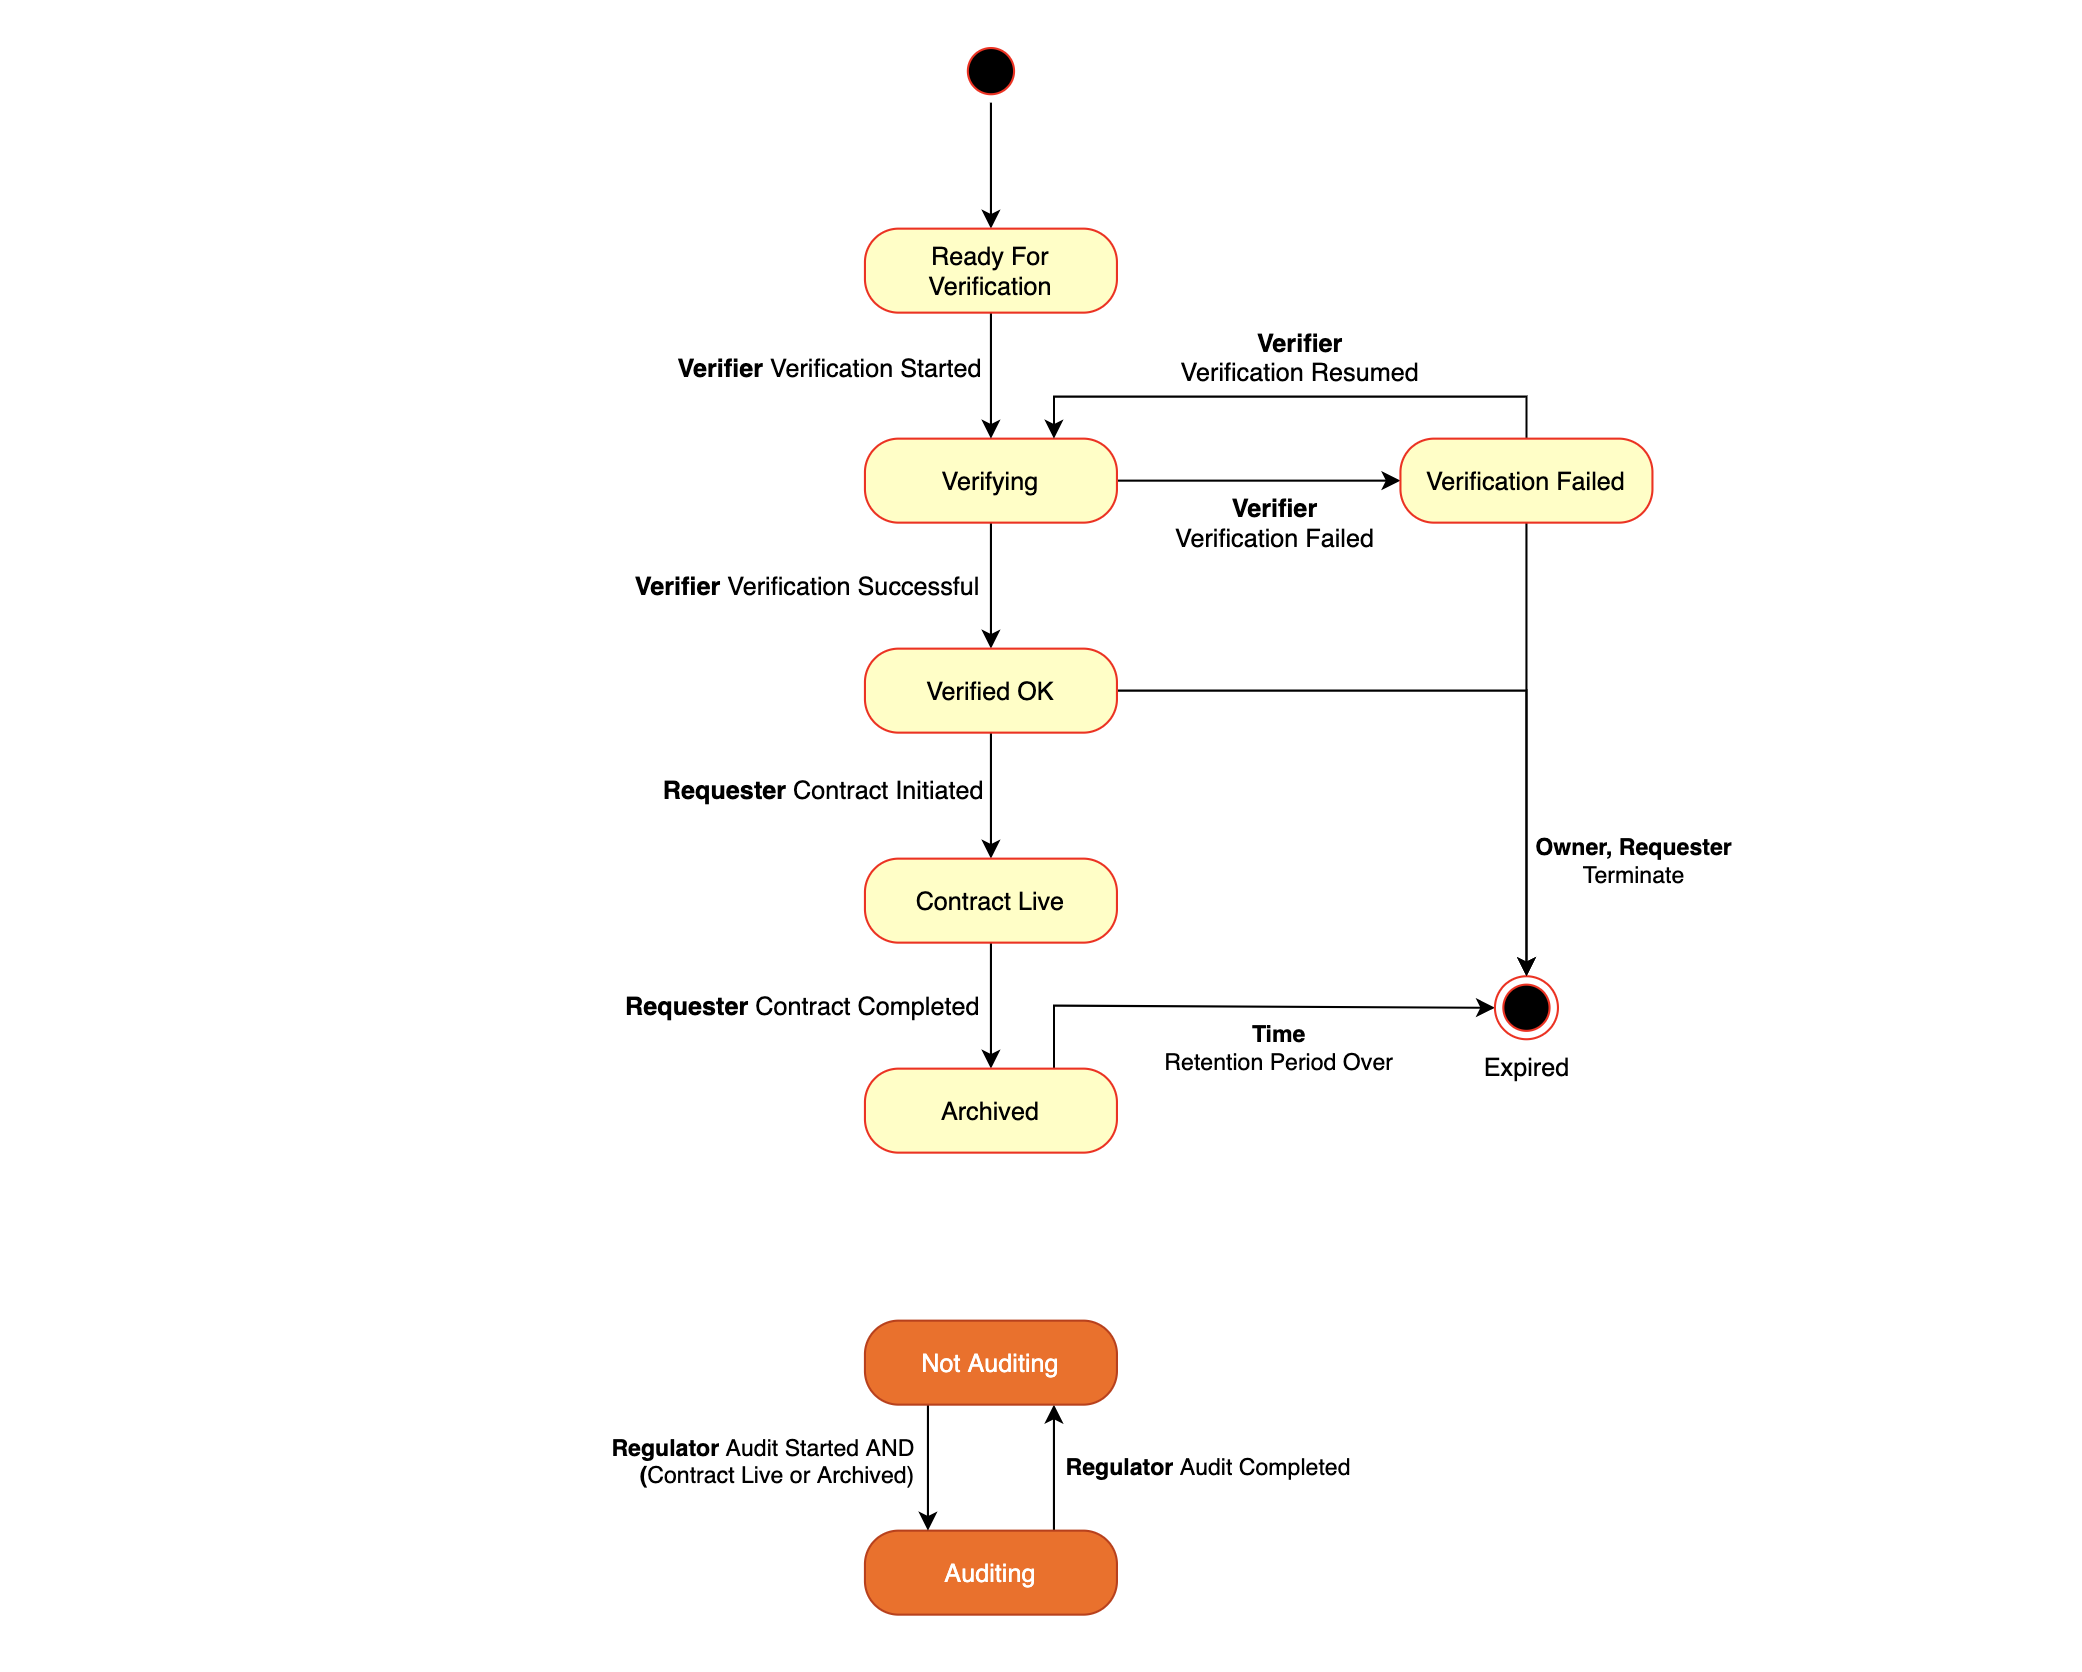 Ready For
Verification
Verifier Verification Started
Verifier
Verification Resumed
Verifying
Verification Failed
Verifier
Verification Failed
Verifier Verification Successful
Verified OK
Requester Contract Initiated
Owner, Requester
Terminate
Contract Live
Requester Contract Completed
Time
Retention Period Over
Expired
Archived
Not Auditing
Regulator Audit Started AND
(Contract Live or Archived)
Regulator Audit Completed
Auditing